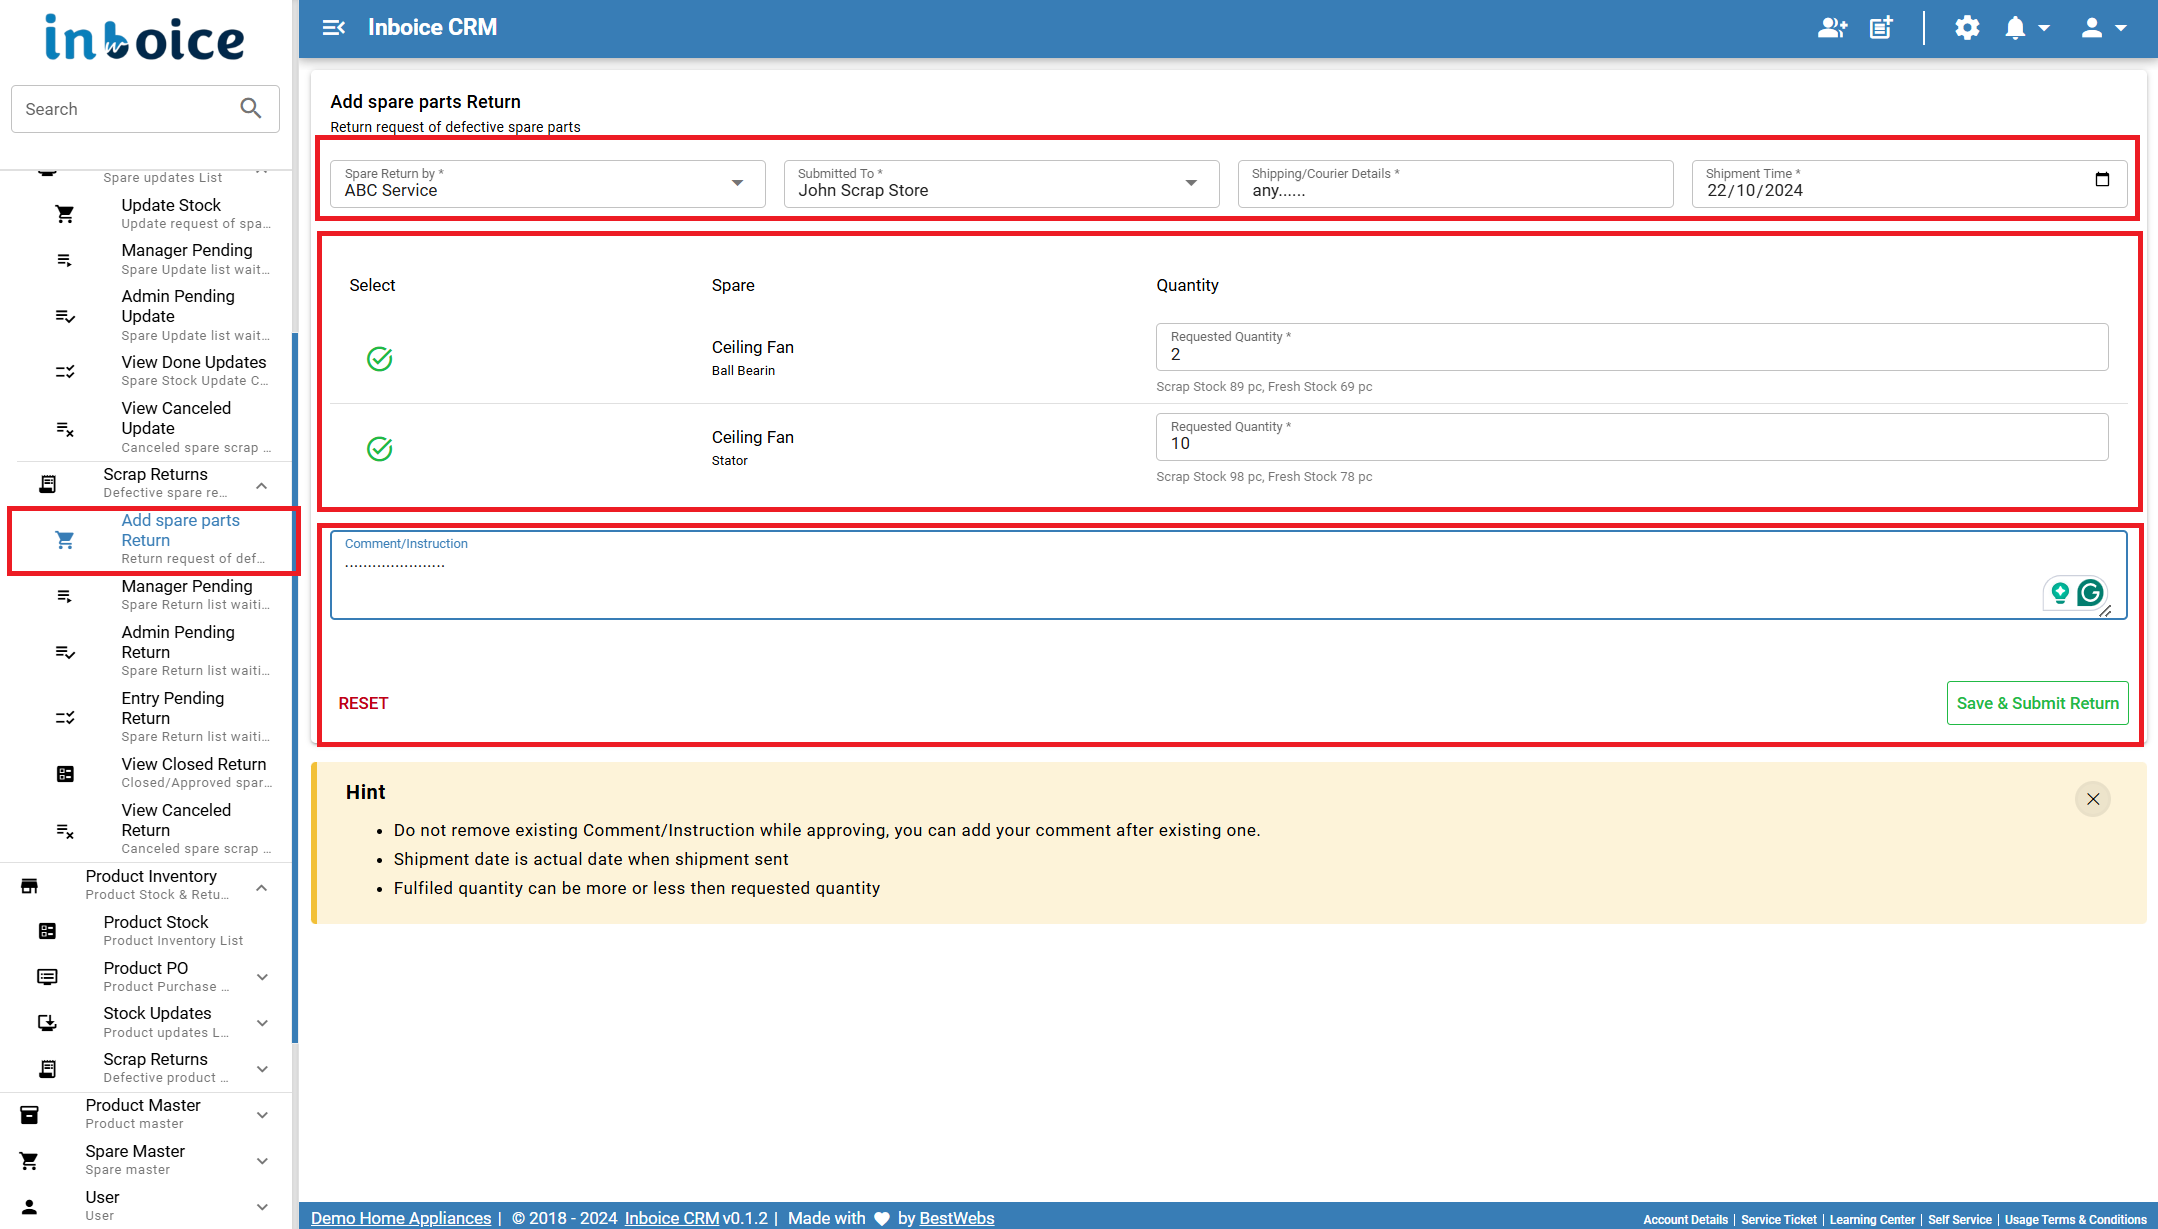 inboice
Search
Spare updates List
Update Stock
Update request of spa...
Manager Pending
Spare Update list wait...
Admin Pending
Update
Spare Update list wait...
View Done Updates
Spare Stock Update C...
View Canceled
Update
Canceled spare scrap ...
Scrap Returns
Defective spare re...
Add spare parts
Return
Return request of def...
Manager Pending
Spare Return list waiti...
Admin Pending
Return
Spare Return list waiti...
Entry Pending
Return
Spare Return list waiti...
View Closed Return
Closed/Approved spar...
View Canceled
Return
Canceled spare scrap ...
Product Inventory
Product Stock & Retu...
Product Stock
Product Inventory List
Product PO
Product Purchase ...
Stock Updates
Product updates L...
Scrap Returns
Defective product ...
Product Master
Product master
Spare Master
Spare master
User
User
Inboice CRM
Add spare parts Return
Return request of defective spare parts
Spare Return by *
ABC Service
Submitted To *
John Scrap Store
Shipping/Courier Details *
any......
Shipment Time *
22/10/2024
Select Spare Quantity
Ceiling Fan
Ball Bearin
Requested Quantity *
2
Scrap Stock 89 pc, Fresh Stock 69 pc
Ceiling Fan
Stator
Requested Quantity *
10
Scrap Stock 98 pc, Fresh Stock 78 pc
Comment/Instruction
......................
RESET
Save & Submit Return
Hint
• Do not remove existing Comment/Instruction while approving, you can add your comment after existing one.
• Shipment date is actual date when shipment sent
• Fulfiled quantity can be more or less then requested quantity
Demo Home Appliances | © 2018 - 2024 Inboice CRM v0.1.2 | Made with ♥ by BestWebs
Account Details | Service Ticket | Learning Center | Self Service | Usage Terms & Conditions